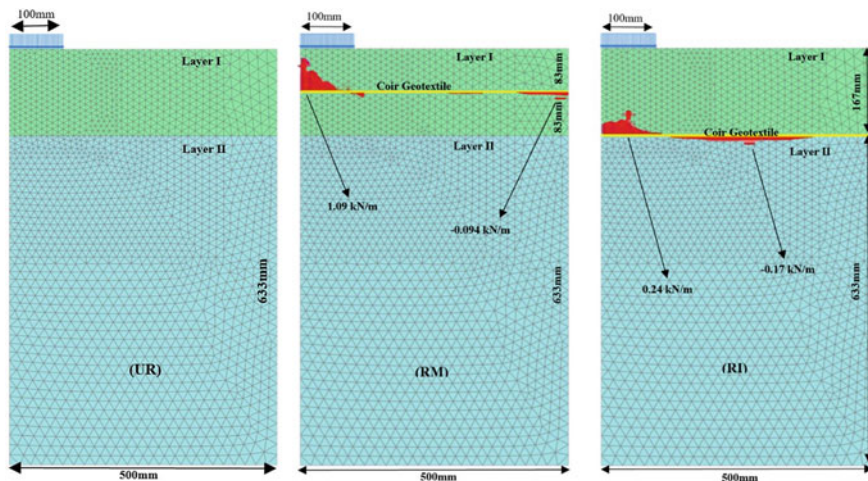 100mm
Layer I
Layer II
633mm
(UR)
500mm
100mm
Layer I
83mm
Coir Geotextile
83mm
Layer II
1.09 kN/m
-0.094 kN/m
633mm
(RM)
500mm
100mm
Layer I
167mm
Coir Geotextile
Layer II
-0.17 kN/m
0.24 kN/m
633mm
(RI)
500mm